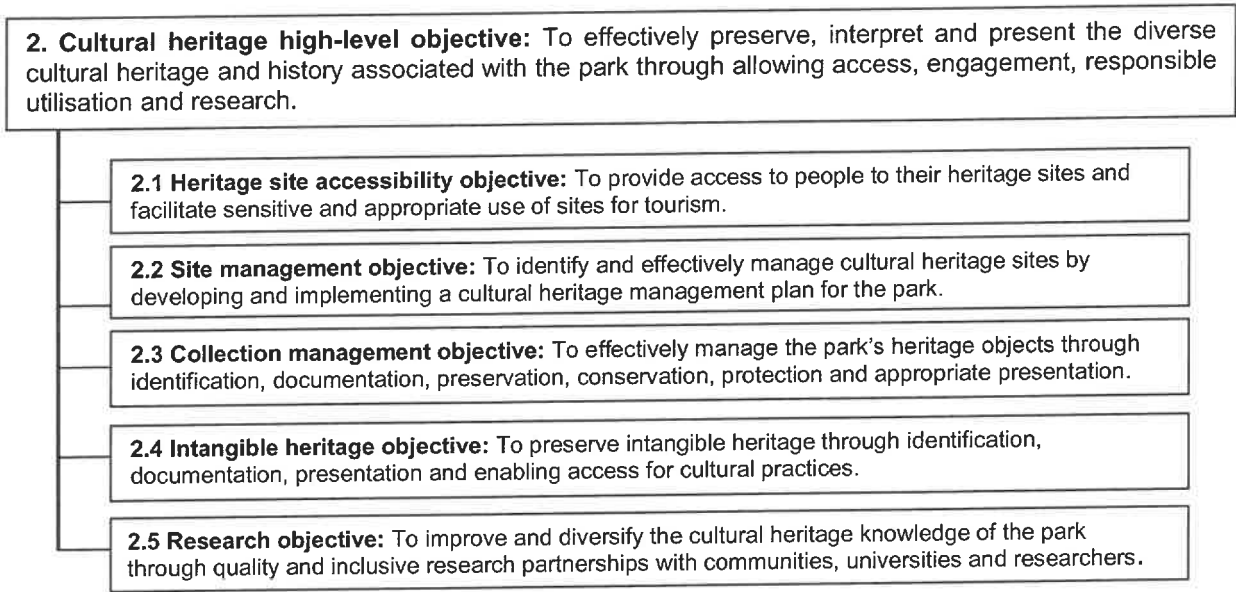 2. Cultural heritage high-level objective: To effectively preserve, interpret and present the diverse
cultural heritage and history associated with the park through allowing access, engagement, responsible
utilisation and research.
2.1 Heritage site accessibility objective: To provide access to people to their heritage sites and
facilitate sensitive and appropriate use of sites for tourism.
2.2 Site management objective: To identify and effectively manage cultural heritage sites by
developing and implementing a cultural heritage management plan for the park.
2.3 Collection management objective: To effectively manage the park's heritage objects through
identification, documentation, preservation, conservation, protection and appropriate presentation.
2.4 Intangible heritage objective: To preserve intangible heritage through identification,
documentation, presentation and enabling access for cultural practices.
2.5 Research objective: To improve and diversify the cultural heritage knowledge of the park
through quality and inclusive research partnerships with communities, universities and researchers.